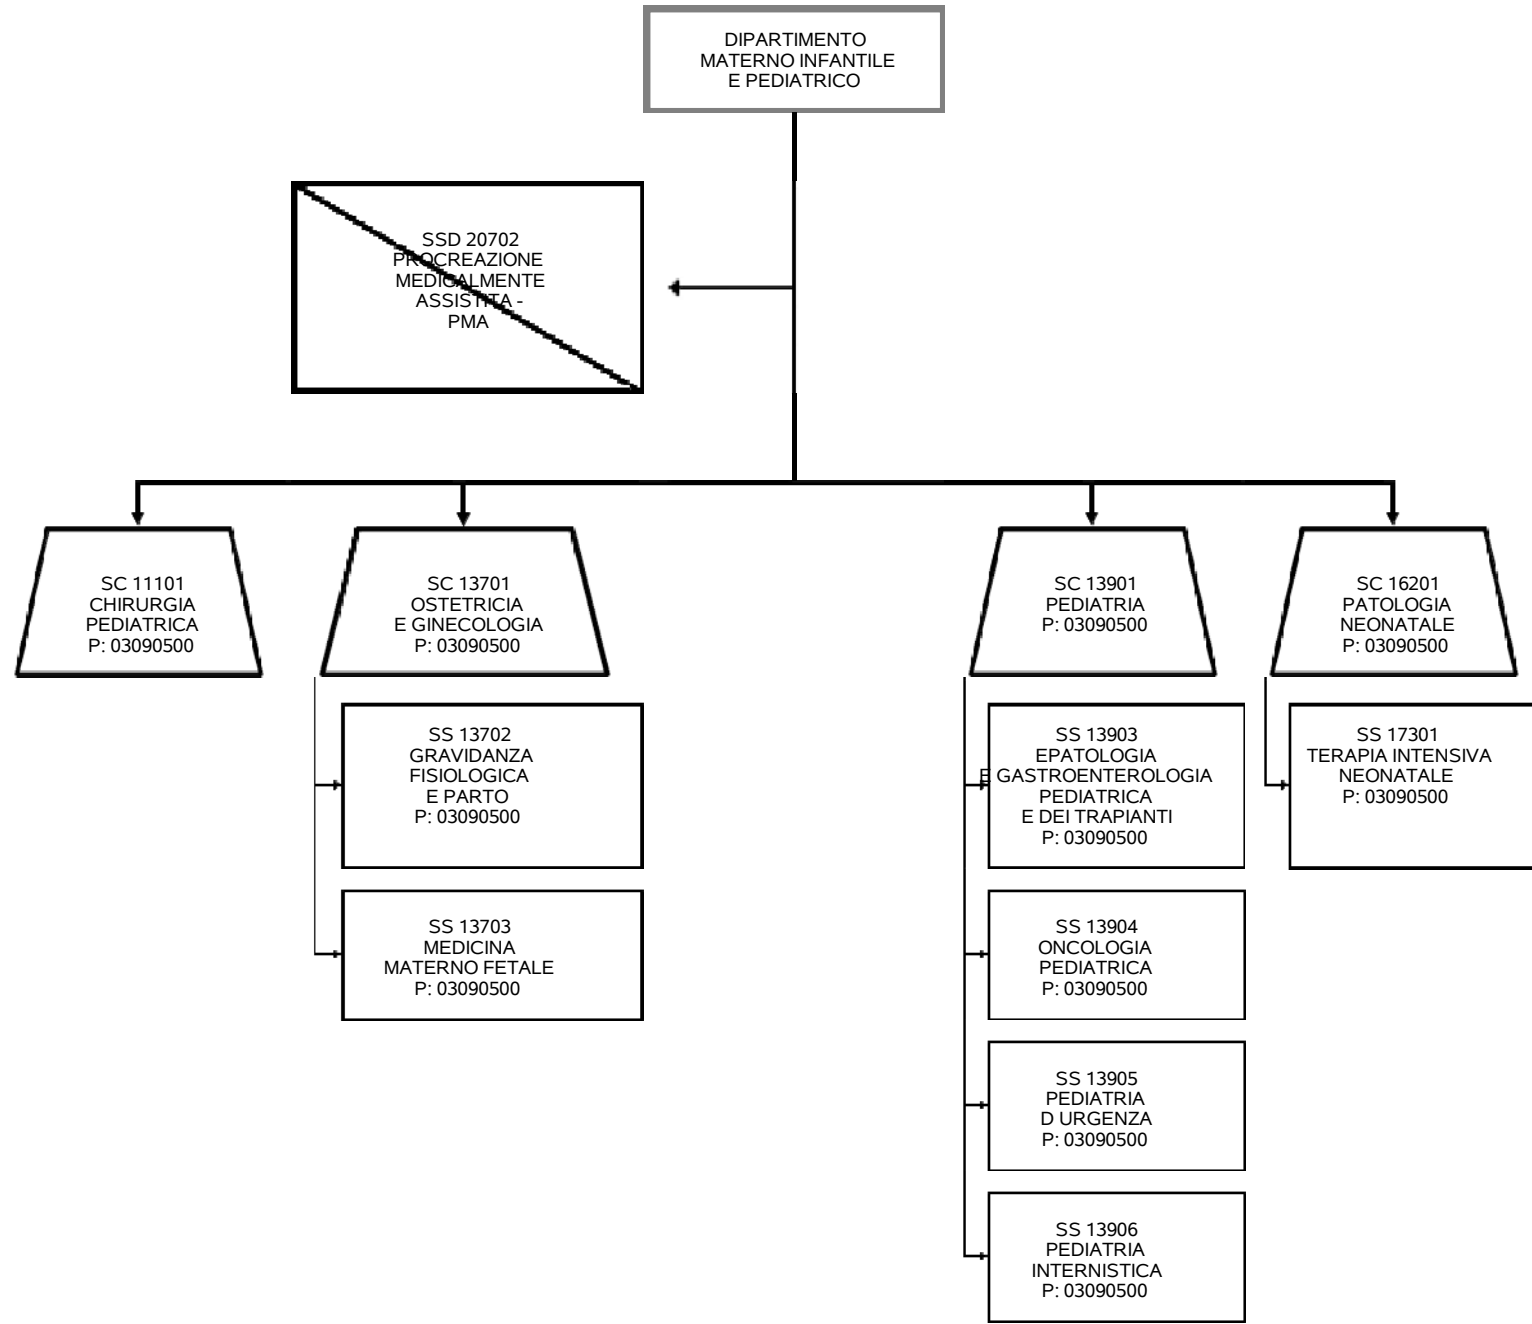 DIPARTIMENTO
MATERNO INFANTILE
E PEDIATRICO
SSD 20702
PROCREAZIONE
MEDICALMENTE
ASSISTITA -
PMA
SC 11101
CHIRURGIA
PEDIATRICA
P: 03090500
SC 13701
OSTETRICIA
E GINECOLOGIA
P: 03090500
SC 13901
PEDIATRIA
P: 03090500
SC 16201
PATOLOGIA
NEONATALE
P: 03090500
SS 13702
GRAVIDANZA
FISIOLOGICA
E PARTO
P: 03090500
SS 13703
MEDICINA
MATERNO FETALE
P: 03090500
SS 13903
EPATOLOGIA
E GASTROENTEROLOGIA
PEDIATRICA
E DEI TRAPIANTI
P: 03090500
SS 13904
ONCOLOGIA
PEDIATRICA
P: 03090500
SS 13905
PEDIATRIA
D URGENZA
P: 03090500
SS 13906
PEDIATRIA
INTERNISTICA
P: 03090500
SS 17301
TERAPIA INTENSIVA
NEONATALE
P: 03090500